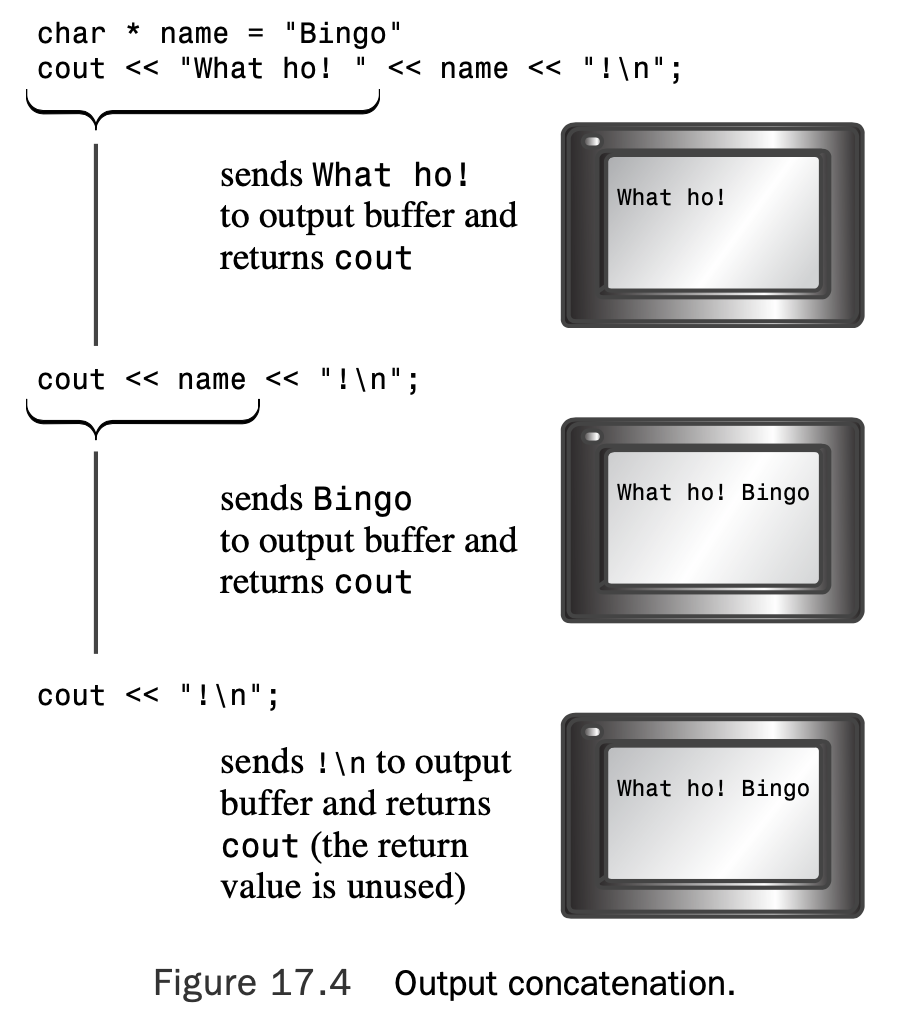 char * name = "Bingo"
cout << "What ho! " << name << "!\n";
sends What ho!
to output buffer and
returns cout
What ho!
cout << name << "!\n";
sends Bingo
to output buffer and
returns cout
What ho! Bingo
cout << "!\n";
sends !\n to output
buffer and returns
cout (the return
value is unused)
What ho! Bingo
Figure 17.4 Output concatenation.